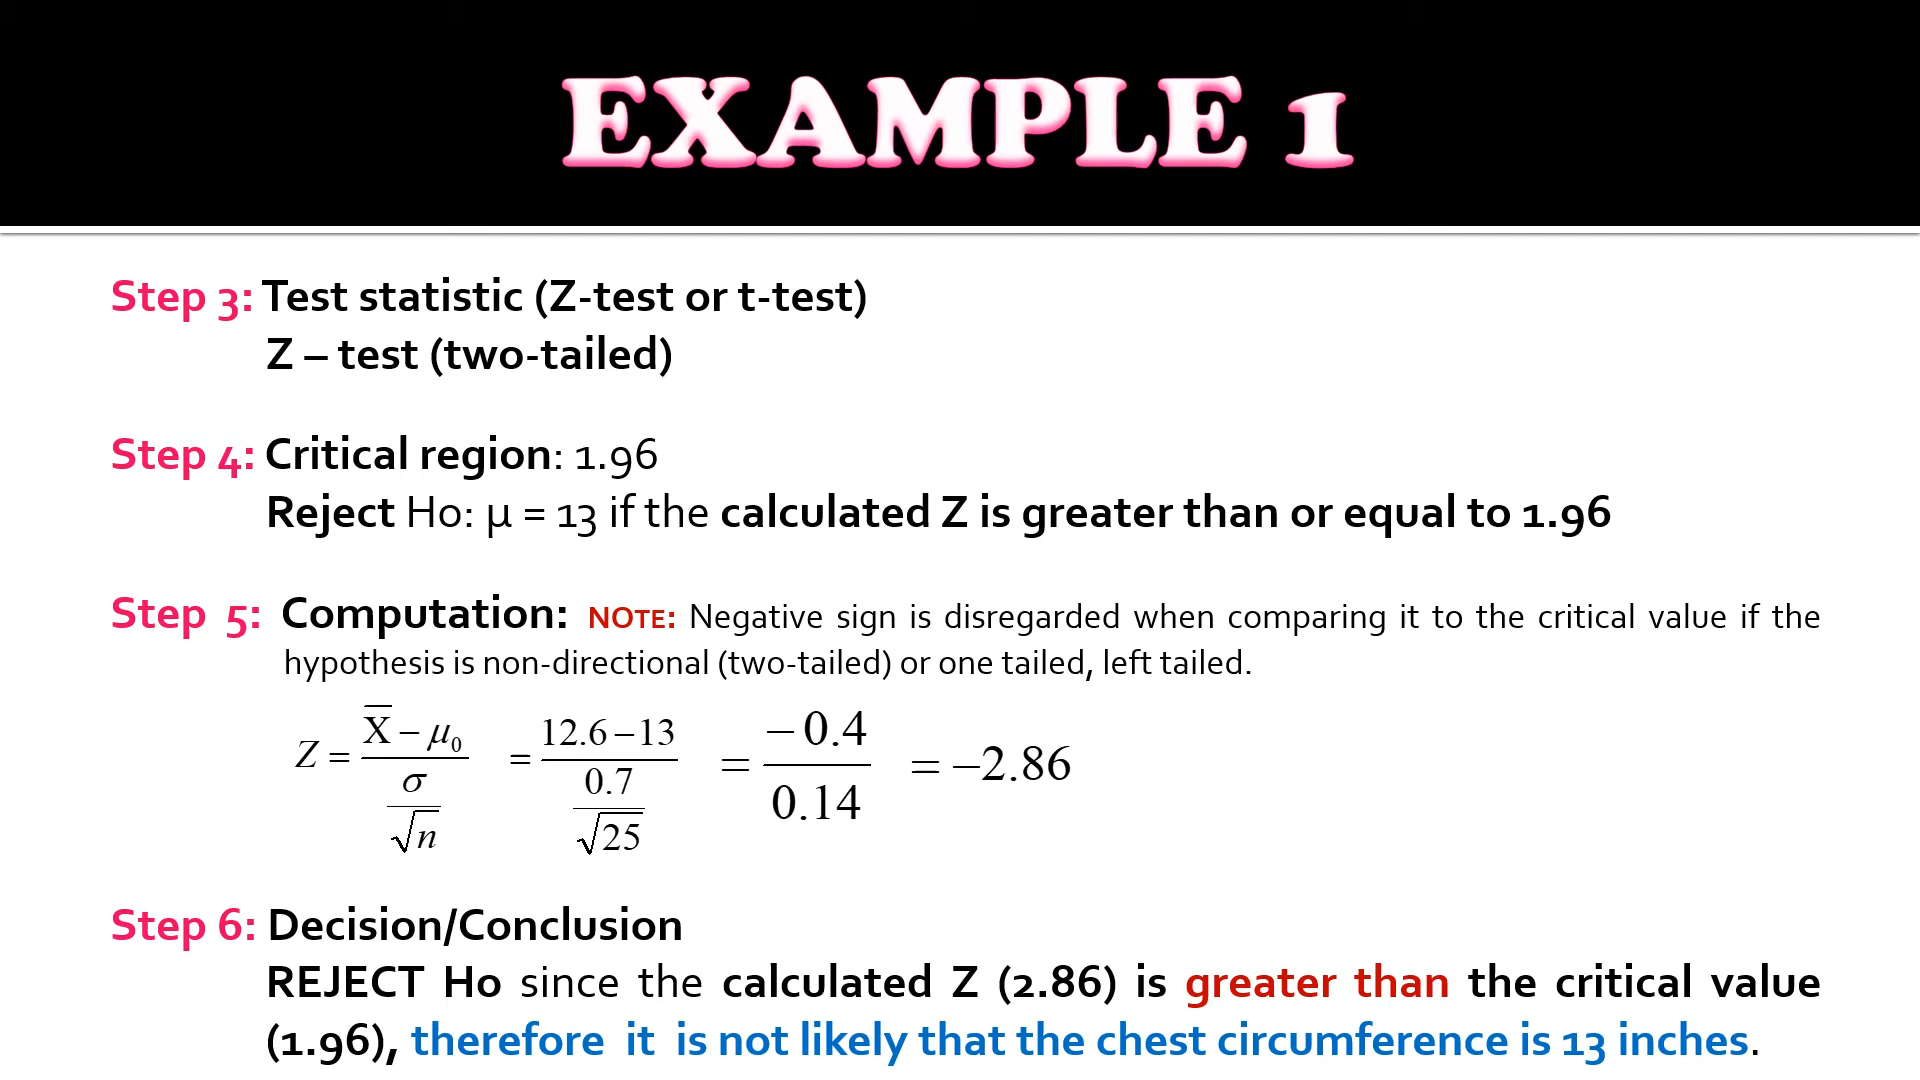 EXAMPLE 1
Step 3: Test statistic (Z-test or t-test)
Z – test (two-tailed)
Step 4: Critical region: 1.96
Reject Ho: μ = 13 if the calculated Z is greater than or equal to 1.96
Step 5: Computation: NOTE: Negative sign is disregarded when comparing it to the critical value if the
hypothesis is non-directional (two-tailed) or one tailed, left tailed.
Z = (X̅ − μ₀) / (σ / √n) = (12.6 − 13) / (0.7 / √25) = −0.4 / 0.14 = −2.86
Step 6: Decision/Conclusion
REJECT Ho since the calculated Z (2.86) is greater than the critical value
(1.96), therefore it is not likely that the chest circumference is 13 inches.